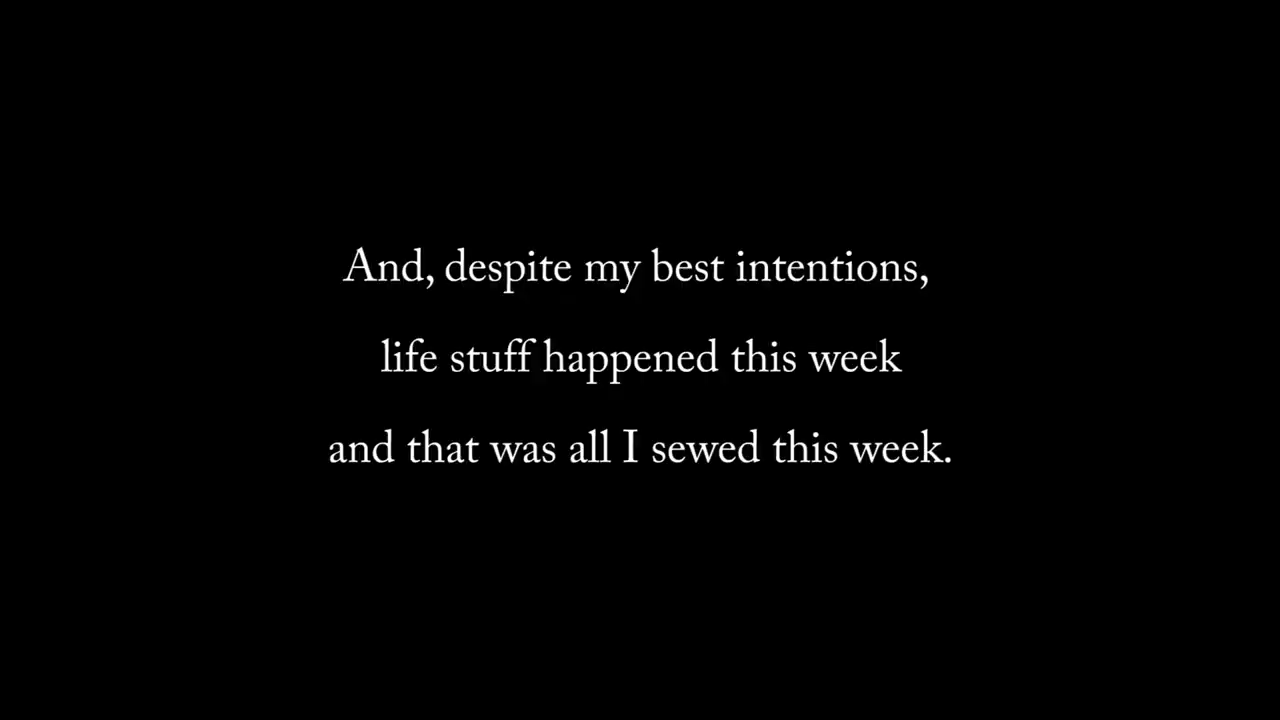 And, despite my best intentions,
life stuff happened this week
and that was all I sewed this week.